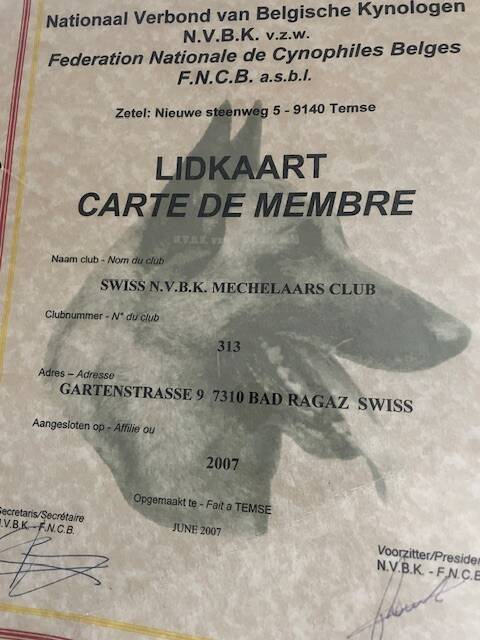 Nationaal Verbond van Belgische Kynologen
N.V.B.K. v.z.w.
Federation Nationale de Cynophiles Belges
F.N.C.B. a.s.b.l.
Zetel: Nieuwe steenweg 5 - 9140 Temse
LIDKAART
CARTE DE MEMBRE
Naam club - Nom du club
SWISS N.V.B.K. MECHELAARS CLUB
Clubnummer - N° du club
313
Adres – Adresse
GARTENSTRASSE 9 7310 BAD RAGAZ SWISS
Aangesloten op - Affilie ou
2007
Opgemaakt te - Fait a TEMSE
JUNE 2007
Secretaris/Secrétaire
N.V.B.K. - F.N.C.B.
Voorzitter/Presiden
N.V.B.K. - F.N.C.B